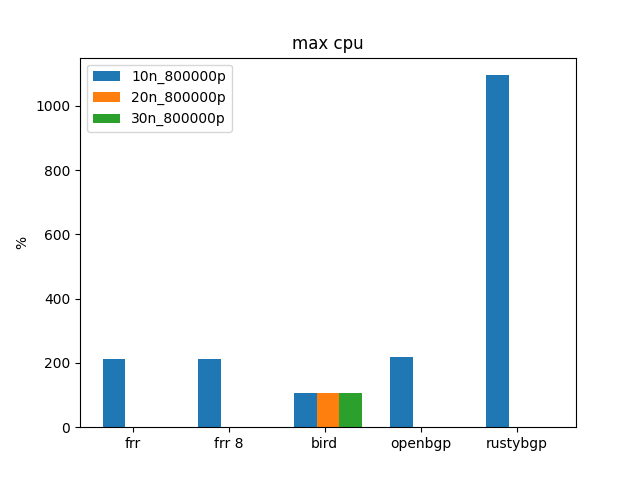 max cpu
10n_800000p
20n_800000p
30n_800000p
1000
800
600
400
200
0
%
frr
frr 8
bird
openbgp
rustybgp